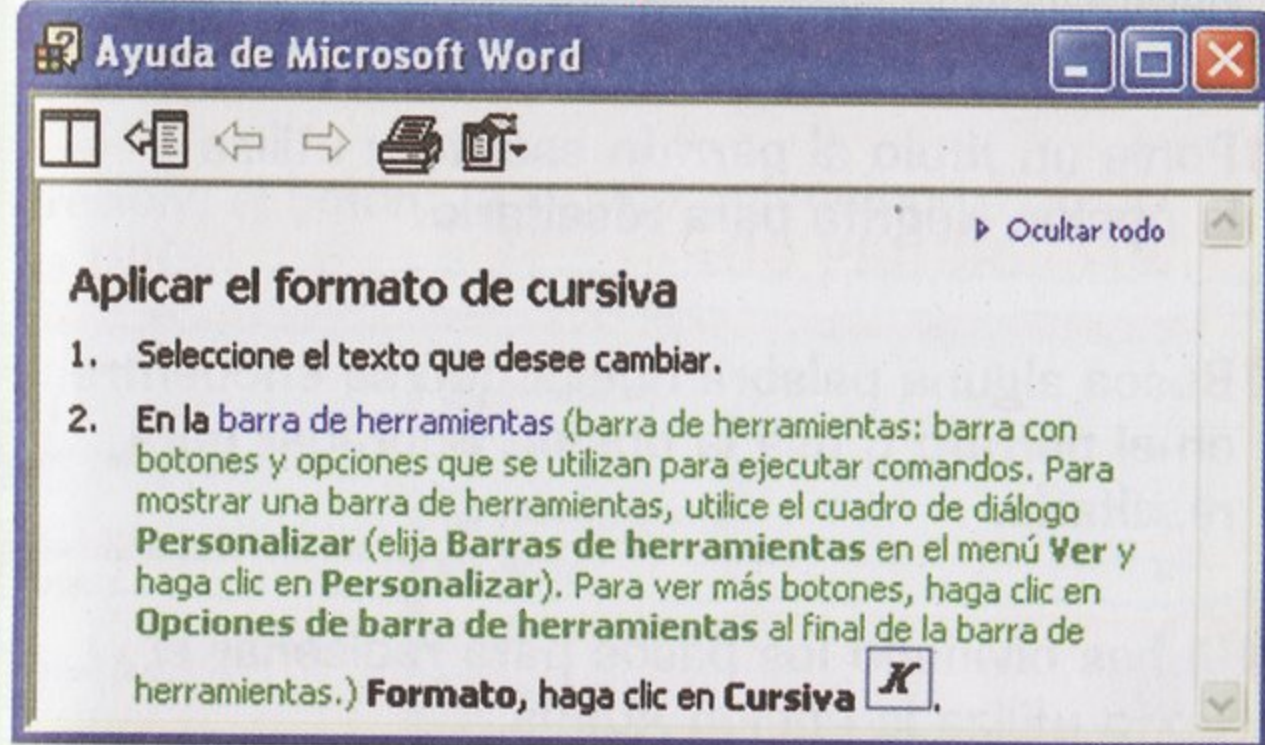 Ayuda de Microsoft Word
Ocultar todo
Aplicar el formato de cursiva
1. Seleccione el texto que desee cambiar.
2. En la barra de herramientas (barra de herramientas: barra con
botones y opciones que se utilizan para ejecutar comandos. Para
mostrar una barra de herramientas, utilice el cuadro de diálogo
Personalizar (elija Barras de herramientas en el menú Ver y
haga clic en Personalizar). Para ver más botones, haga clic en
Opciones de barra de herramientas al final de la barra de
herramientas.) Formato, haga clic en Cursiva K.